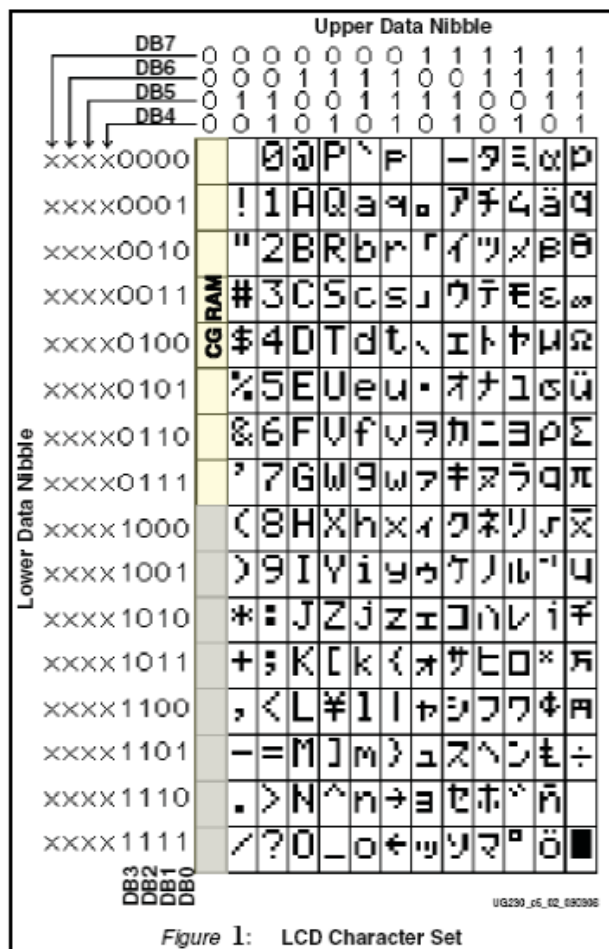 Upper Data Nibble
DB7 0 0 0 0 0 0 0 1 1 1 1 1 1
DB6 0 0 0 1 1 1 1 0 0 1 1 1 1
DB5 0 1 1 0 0 1 1 1 1 0 0 1 1
DB4 0 0 1 0 1 0 1 0 1 0 1 0 1
Lower Data Nibble
CG RAM
xxxx0000 0 @ P ` p ー タ ミ α p
xxxx0001 ! 1 A Q a q 。 ア チ ム ä q
xxxx0010 " 2 B R b r 「 イ ツ メ β θ
xxxx0011 # 3 C S c s 」 ウ テ モ ε ∞
xxxx0100 $ 4 D T d t 、 エ ト ヤ μ Ω
xxxx0101 % 5 E U e u ・ オ ナ ユ σ ü
xxxx0110 & 6 F V f v ヲ カ ニ ヨ ρ Σ
xxxx0111 ' 7 G W g w ァ キ ヌ ラ q π
xxxx1000 ( 8 H X h x ィ ク ネ リ √ x̄
xxxx1001 ) 9 I Y i y ゥ ケ ノ ル ⁻¹ y
xxxx1010 * : J Z j z ェ コ ハ レ j 千
xxxx1011 + ; K [ k { ォ サ ヒ ロ × 万
xxxx1100 , < L ¥ l | ャ シ フ ワ ¢ 円
xxxx1101 - = M ] m } ュ ス ヘ ン ₤ ÷
xxxx1110 . > N ^ n → ョ セ ホ ゛ ñ
xxxx1111 / ? O _ o ← ッ ソ マ ゜ ö █
DB3 DB2 DB1 DB0
UG230_c5_02_030306
Figure 1: LCD Character Set